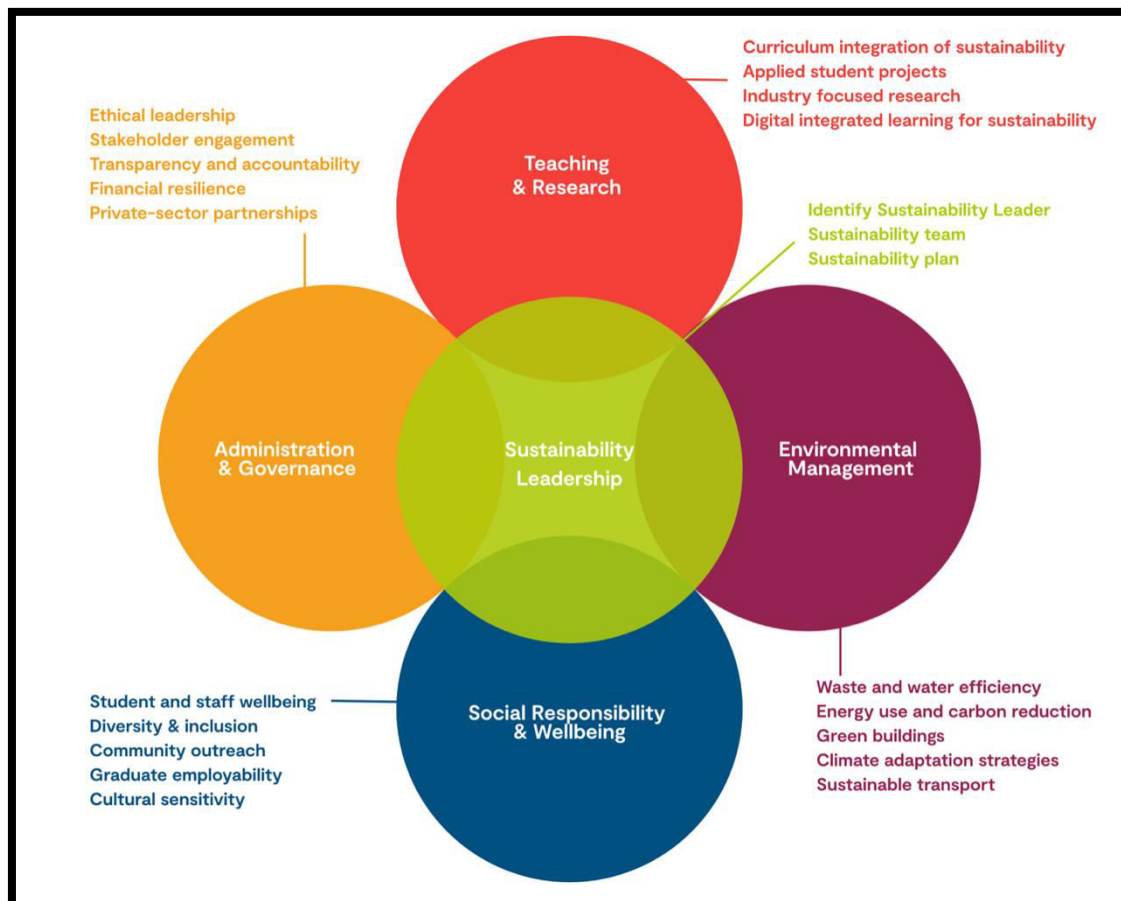 Curriculum integration of sustainability
Applied student projects
Industry focused research
Digital integrated learning for sustainability
Ethical leadership
Stakeholder engagement
Transparency and accountability
Financial resilience
Private-sector partnerships
Teaching
& Research
Identify Sustainability Leader
Sustainability team
Sustainability plan
Administration
& Governance
Sustainability
Leadership
Environmental
Management
Student and staff wellbeing
Diversity & inclusion
Community outreach
Graduate employability
Cultural sensitivity
Social Responsibility
& Wellbeing
Waste and water efficiency
Energy use and carbon reduction
Green buildings
Climate adaptation strategies
Sustainable transport